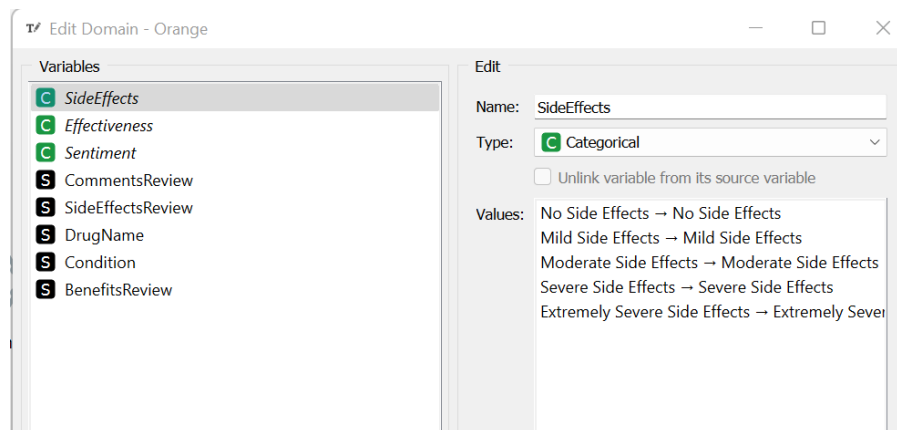 Edit Domain - Orange
Variables
C SideEffects
C Effectiveness
C Sentiment
S CommentsReview
S SideEffectsReview
S DrugName
S Condition
S BenefitsReview
Edit
Name: SideEffects
Type: C Categorical
Unlink variable from its source variable
Values: No Side Effects → No Side Effects
Mild Side Effects → Mild Side Effects
Moderate Side Effects → Moderate Side Effects
Severe Side Effects → Severe Side Effects
Extremely Severe Side Effects → Extremely Sever